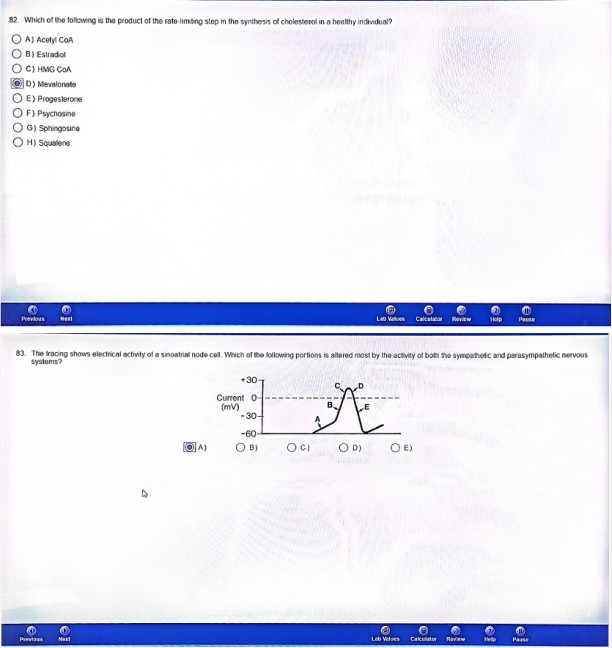 82. Which of the following is the product of the rate-limiting step in the synthesis of cholesterol in a healthy individual?
A) Acetyl CoA
B) Estradiol
C) HMG CoA
D) Mevalonate
E) Progesterone
F) Psychosine
G) Sphingosine
H) Squalene
Previous Next Lab Values Calculator Review Help Pause
83. The tracing shows electrical activity of a sinoatrial node cell. Which of the following portions is altered most by the activity of both the sympathetic and parasympathetic nervous
systems?
+30
C D
Current 0
(mV)
B E
-30
A
-60
A) B) C) D) E)
Previous Next Lab Values Calculator Review Help Pause